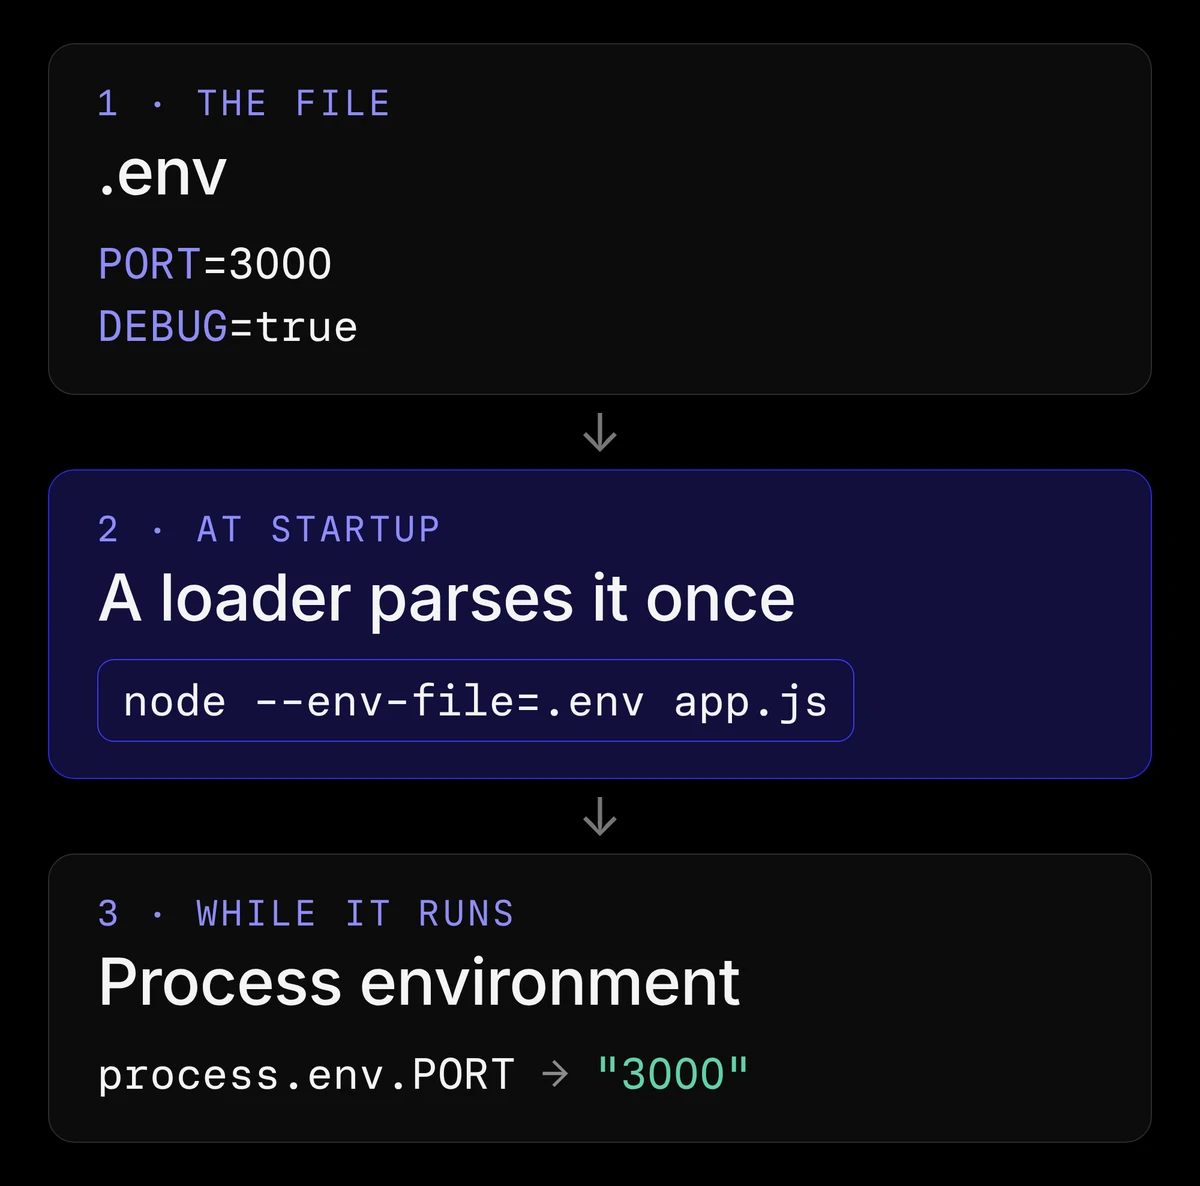 1 · THE FILE
.env
PORT=3000
DEBUG=true
↓
2 · AT STARTUP
A loader parses it once
node --env-file=.env app.js
↓
3 · WHILE IT RUNS
Process environment
process.env.PORT → "3000"